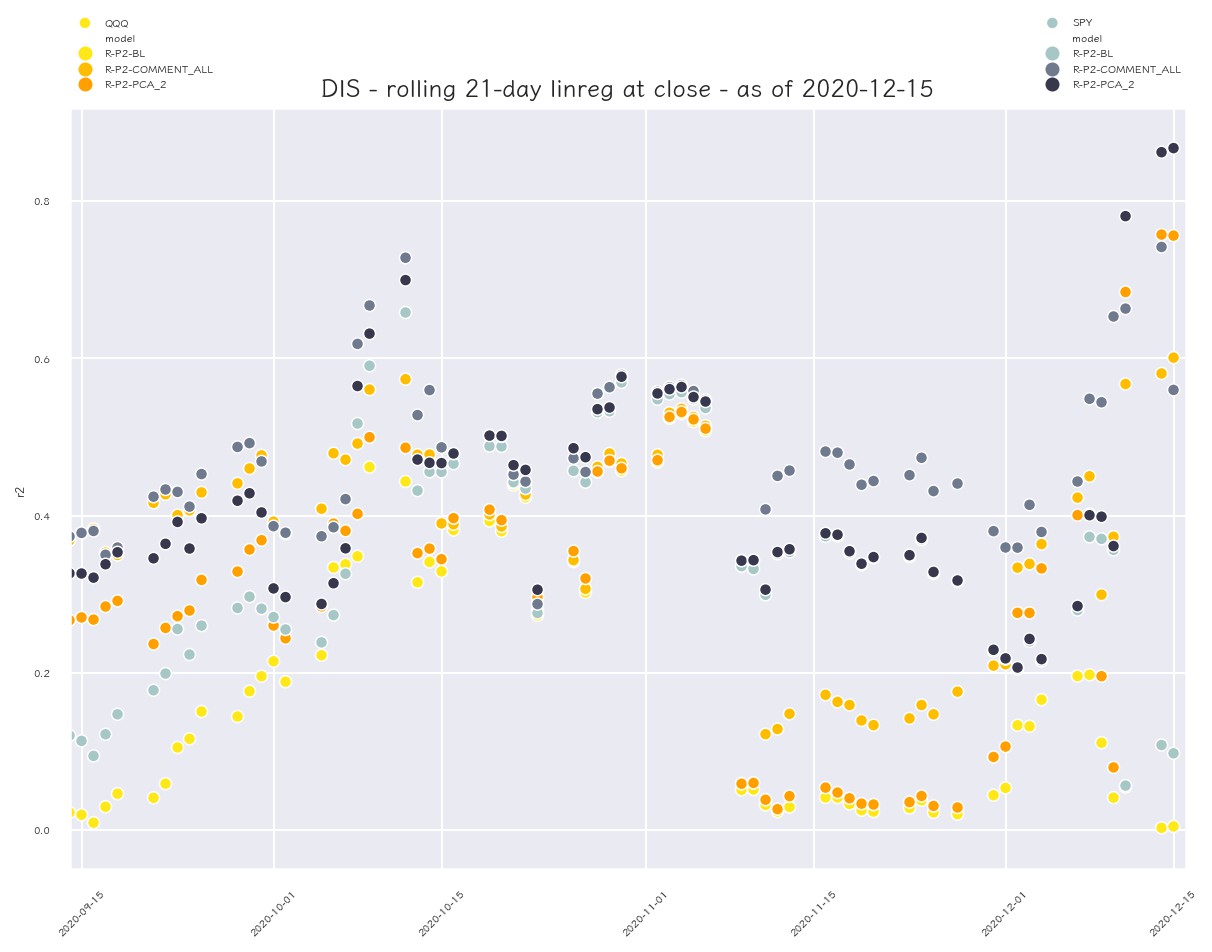 QQQ
model
R-P2-BL
R-P2-COMMENT_ALL
R-P2-PCA_2
SPY
model
R-P2-BL
R-P2-COMMENT_ALL
R-P2-PCA_2
DIS - rolling 21-day linreg at close - as of 2020-12-15
r2
0.8
0.6
0.4
0.2
0.0
2020-09-15
2020-10-01
2020-10-15
2020-11-01
2020-11-15
2020-12-01
2020-12-15